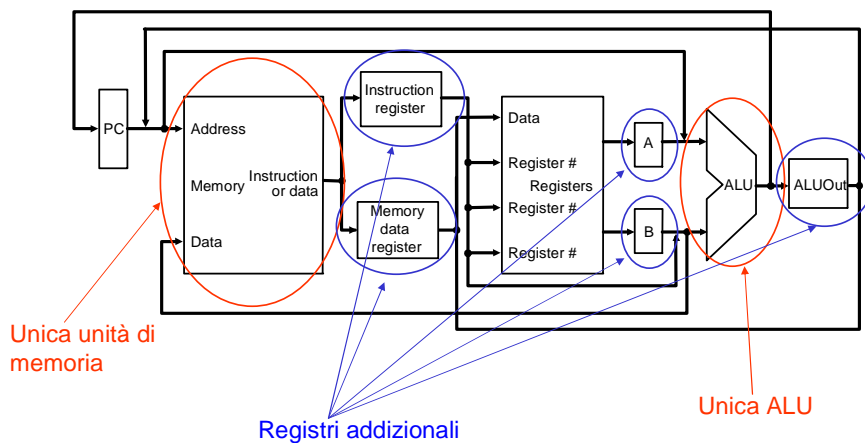 PC
Address
Memory
Instruction
or data
Data
Instruction
register
Memory
data
register
Data
Register #
Registers
Register #
Register #
A
B
ALU
ALUOut
Unica unità di
memoria
Registri addizionali
Unica ALU